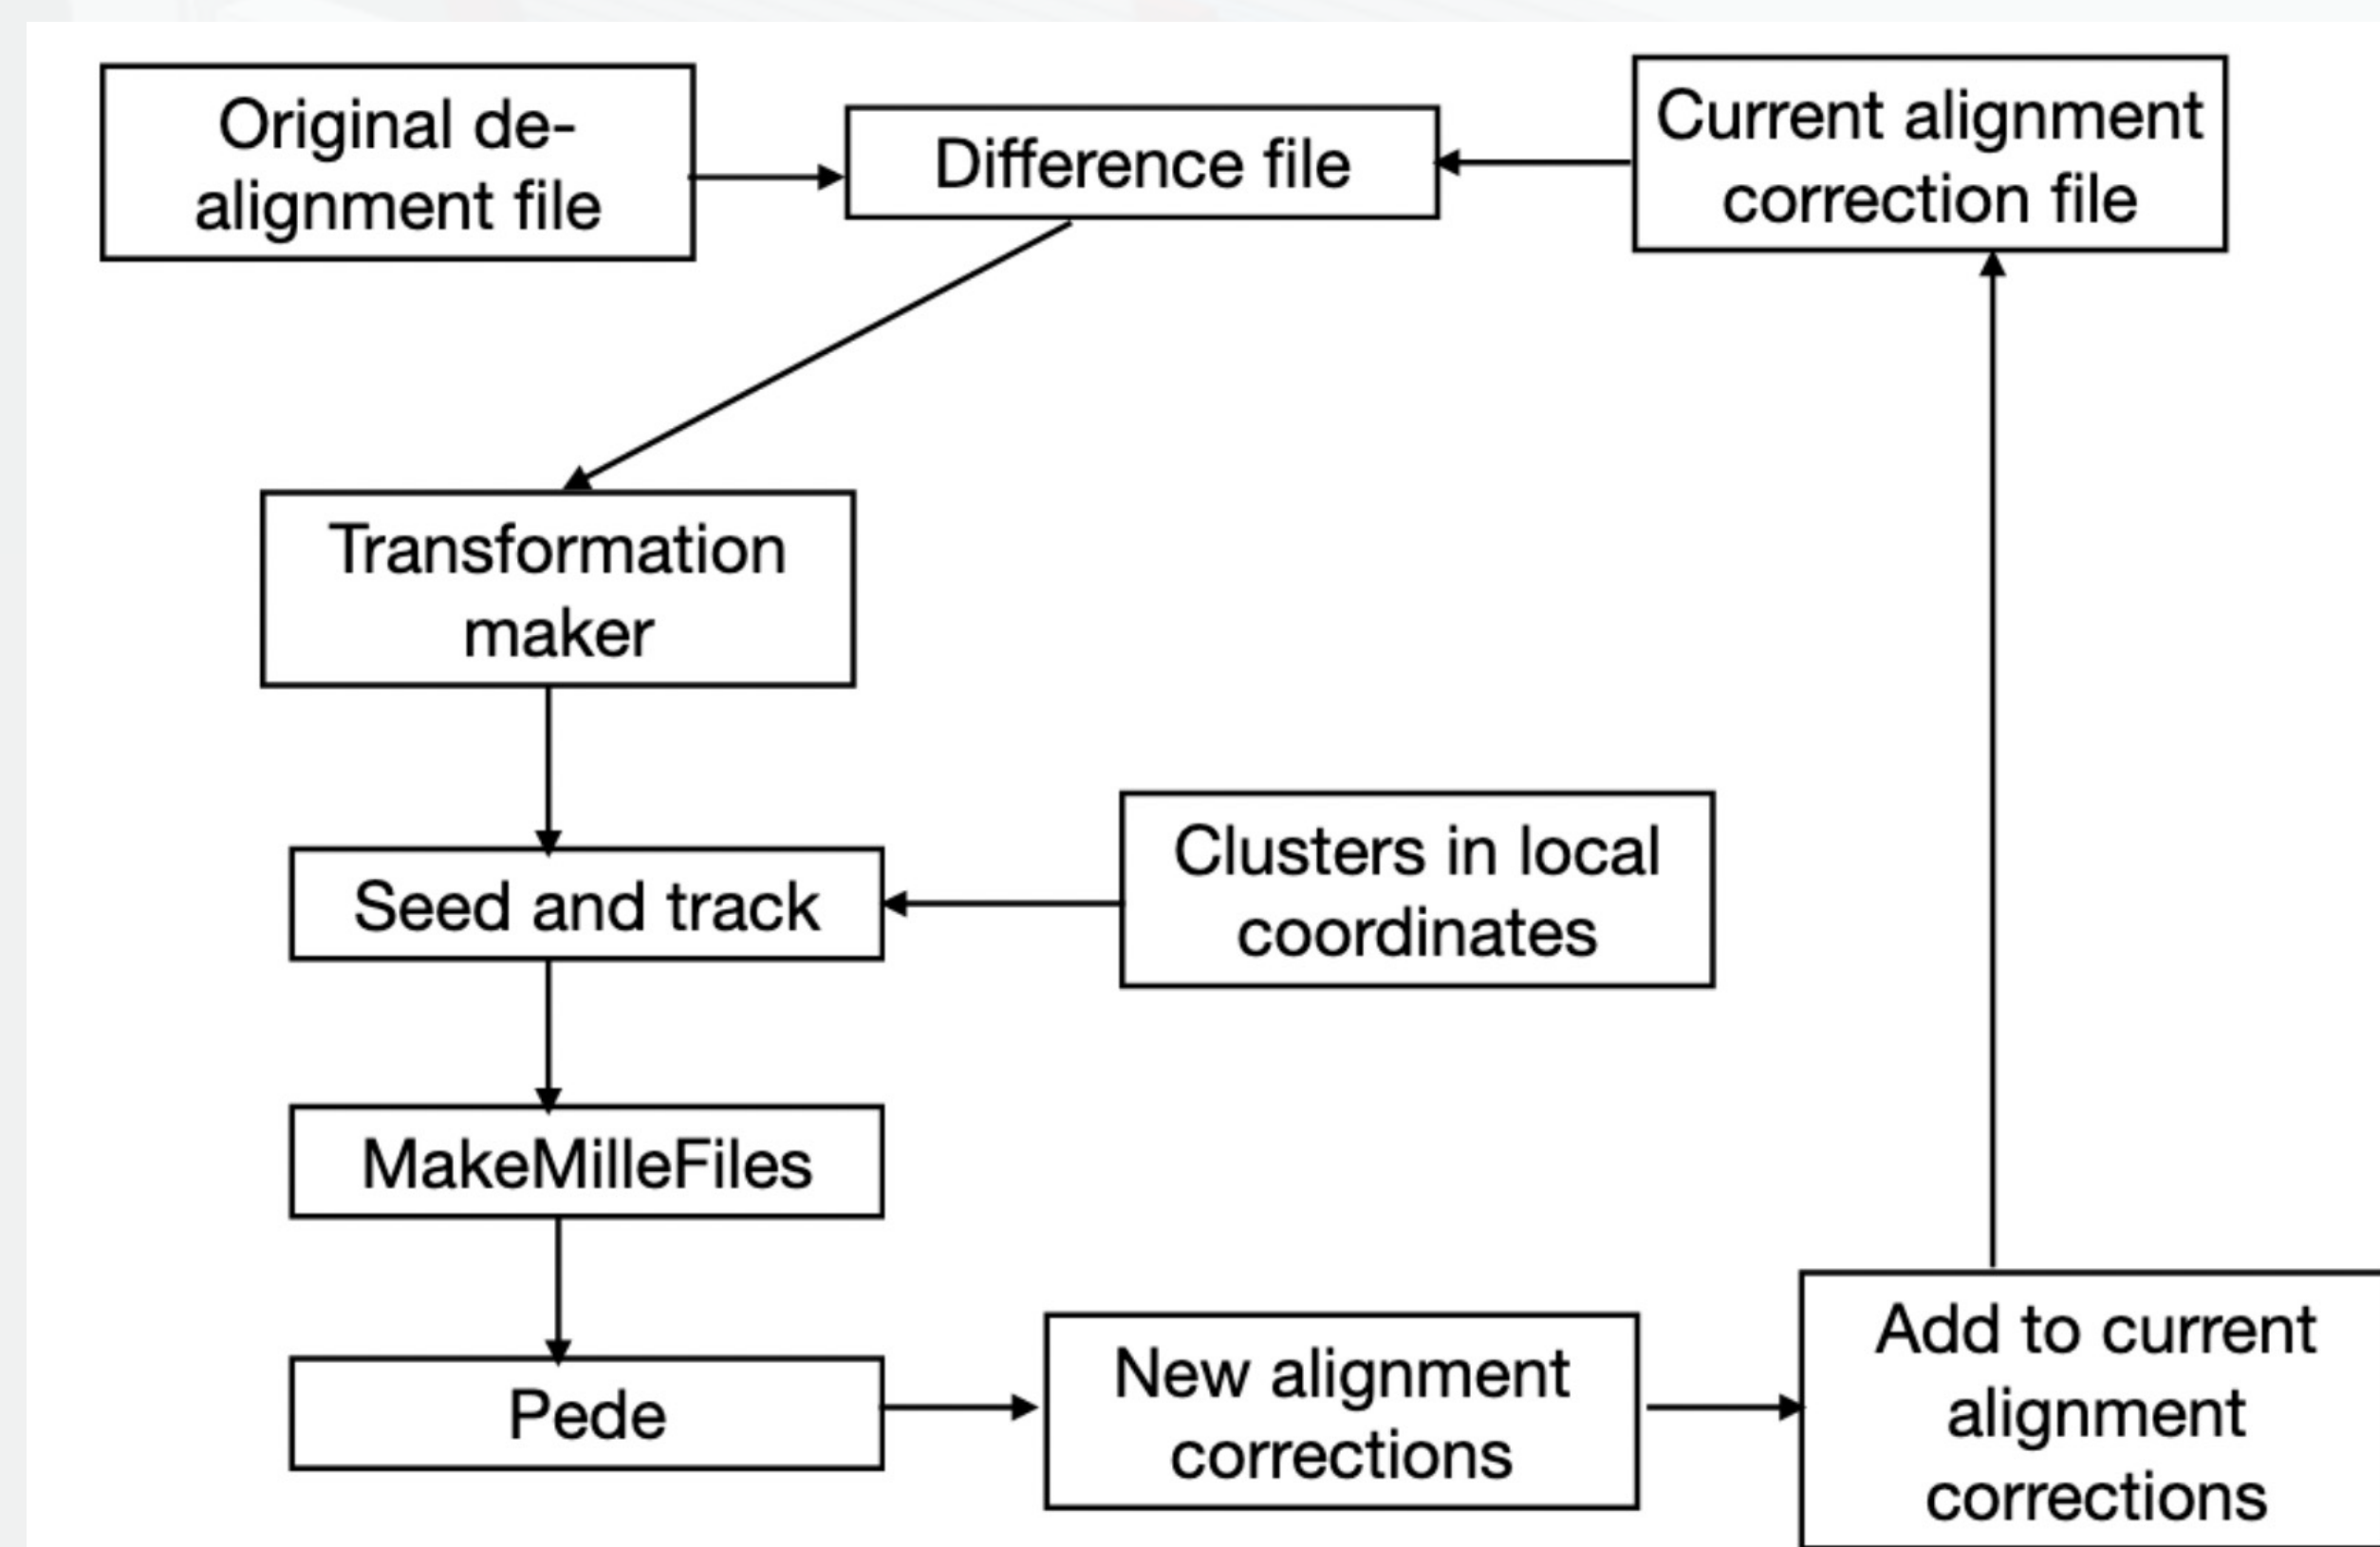 Original de-
alignment file
Difference file
Current alignment
correction file
Transformation
maker
Seed and track
Clusters in local
coordinates
MakeMilleFiles
Pede
New alignment
corrections
Add to current
alignment
corrections